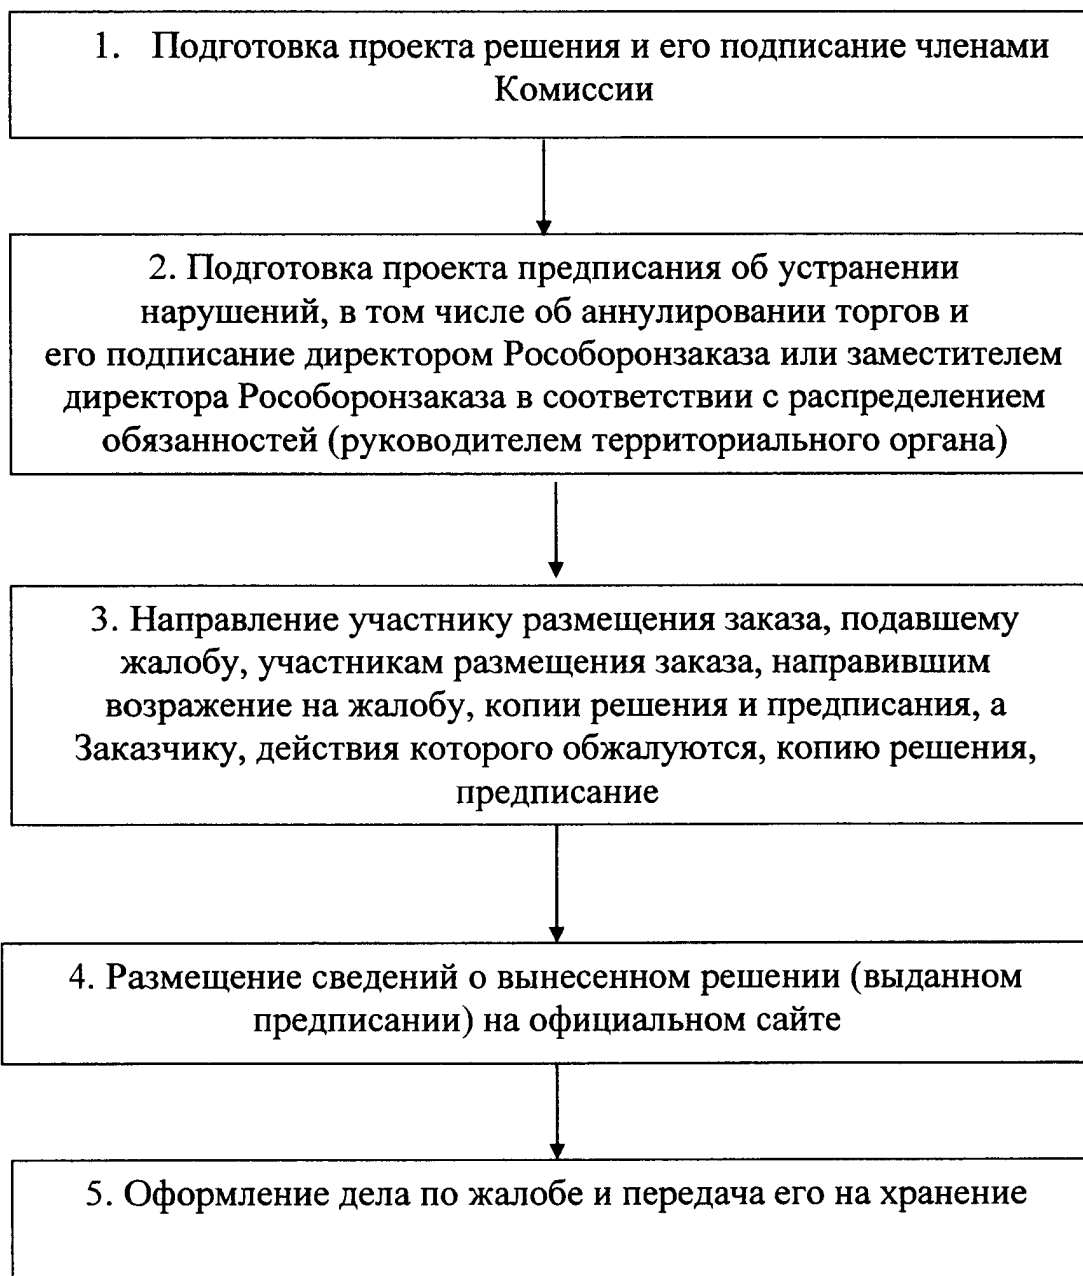 1. Подготовка проекта решения и его подписание членами
Комиссии
2. Подготовка проекта предписания об устранении
нарушений, в том числе об аннулировании торгов и
его подписание директором Рособоронзаказа или заместителем
директора Рособоронзаказа в соответствии с распределением
обязанностей (руководителем территориального органа)
3. Направление участнику размещения заказа, подавшему
жалобу, участникам размещения заказа, направившим
возражение на жалобу, копии решения и предписания, а
Заказчику, действия которого обжалуются, копию решения,
предписание
4. Размещение сведений о вынесенном решении (выданном
предписании) на официальном сайте
5. Оформление дела по жалобе и передача его на хранение